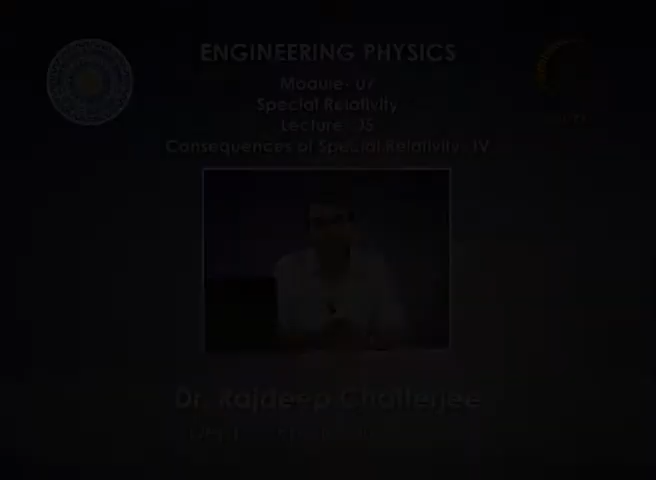 ENGINEERING PHYSICS
Module- 07
Special Relativity
Lecture- 05
Consequences of Special Relativity- IV
Dr. Rajdeep Chatterjee